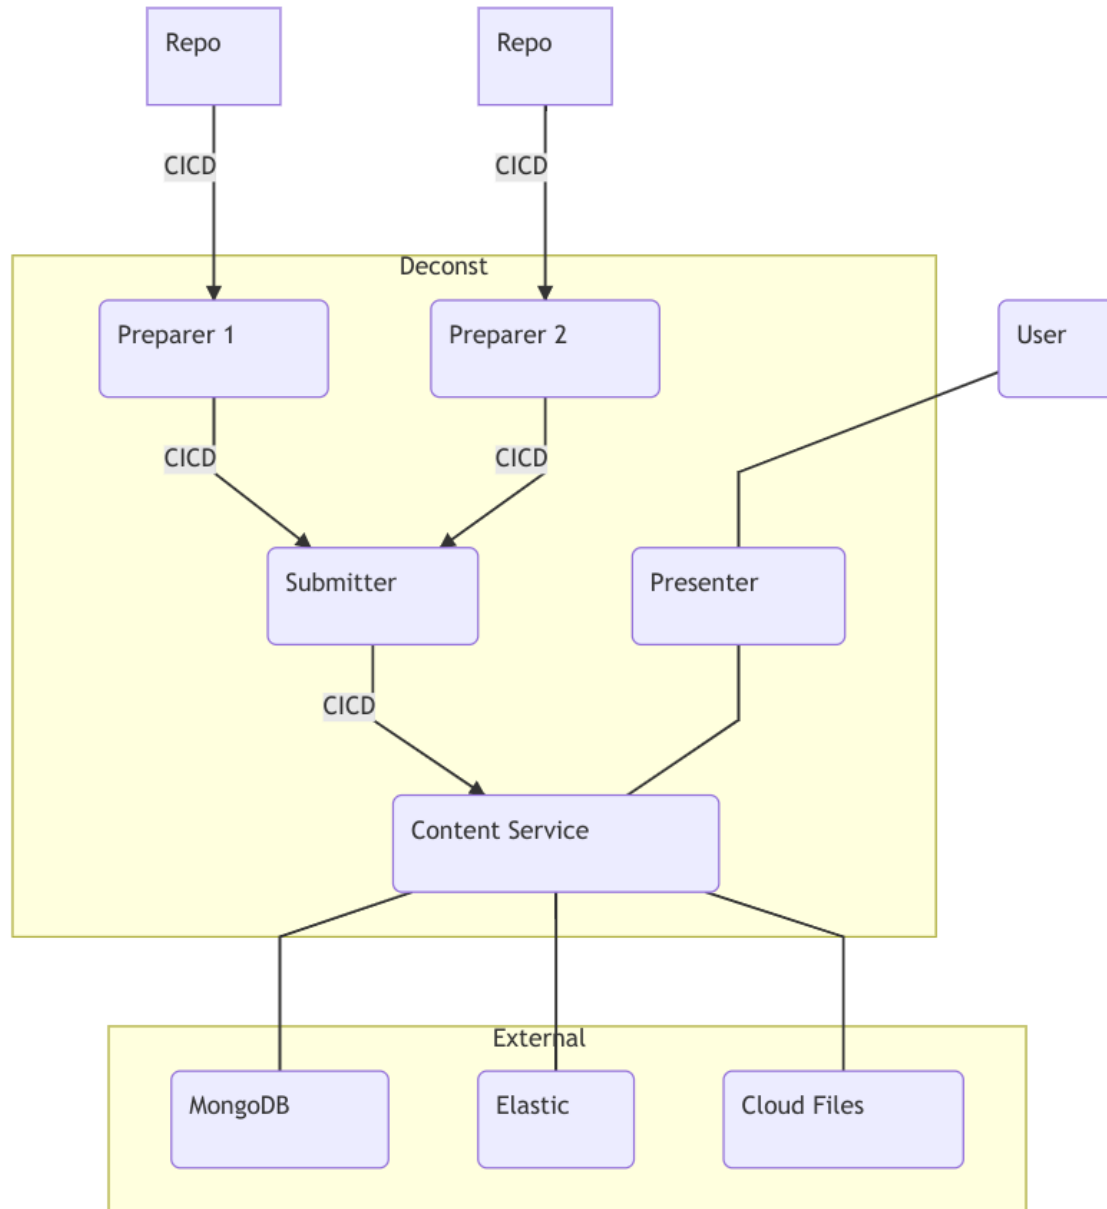 Repo
Repo
CICD
CICD
Deconst
Preparer 1
Preparer 2
User
CICD
CICD
Submitter
Presenter
CICD
Content Service
External
MongoDB
Elastic
Cloud Files